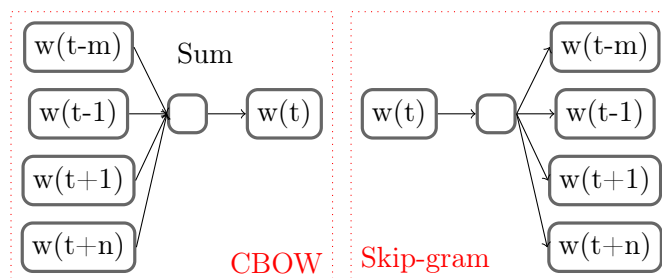 w(t-m)
Sum
w(t-1)
w(t)
w(t+1)
w(t+n)
CBOW
w(t-m)
w(t)
w(t-1)
w(t+1)
w(t+n)
Skip-gram